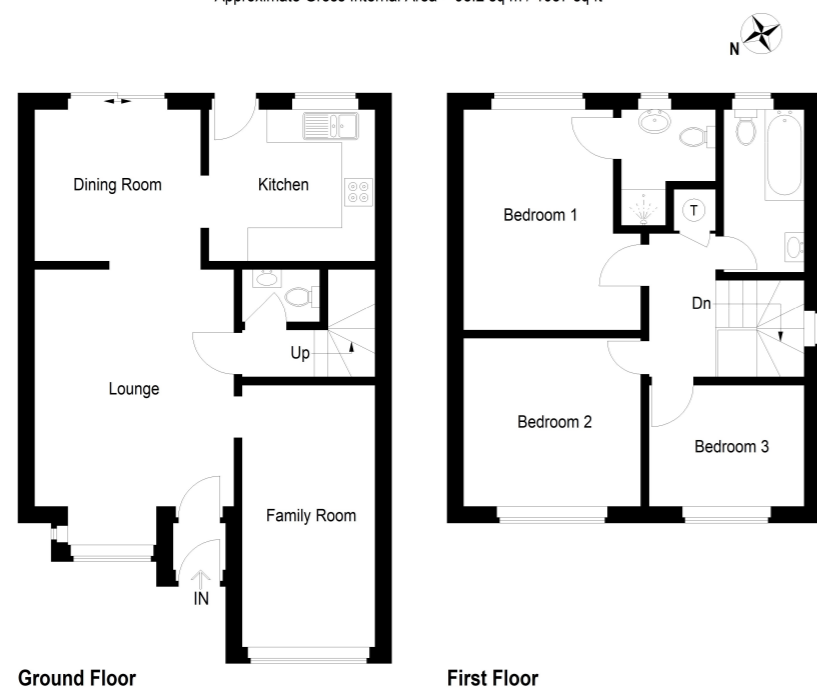 N
Dining Room
Kitchen
Bedroom 1
T
Dn
Up
Lounge
Bedroom 2
Bedroom 3
Family Room
IN
Ground Floor
First Floor